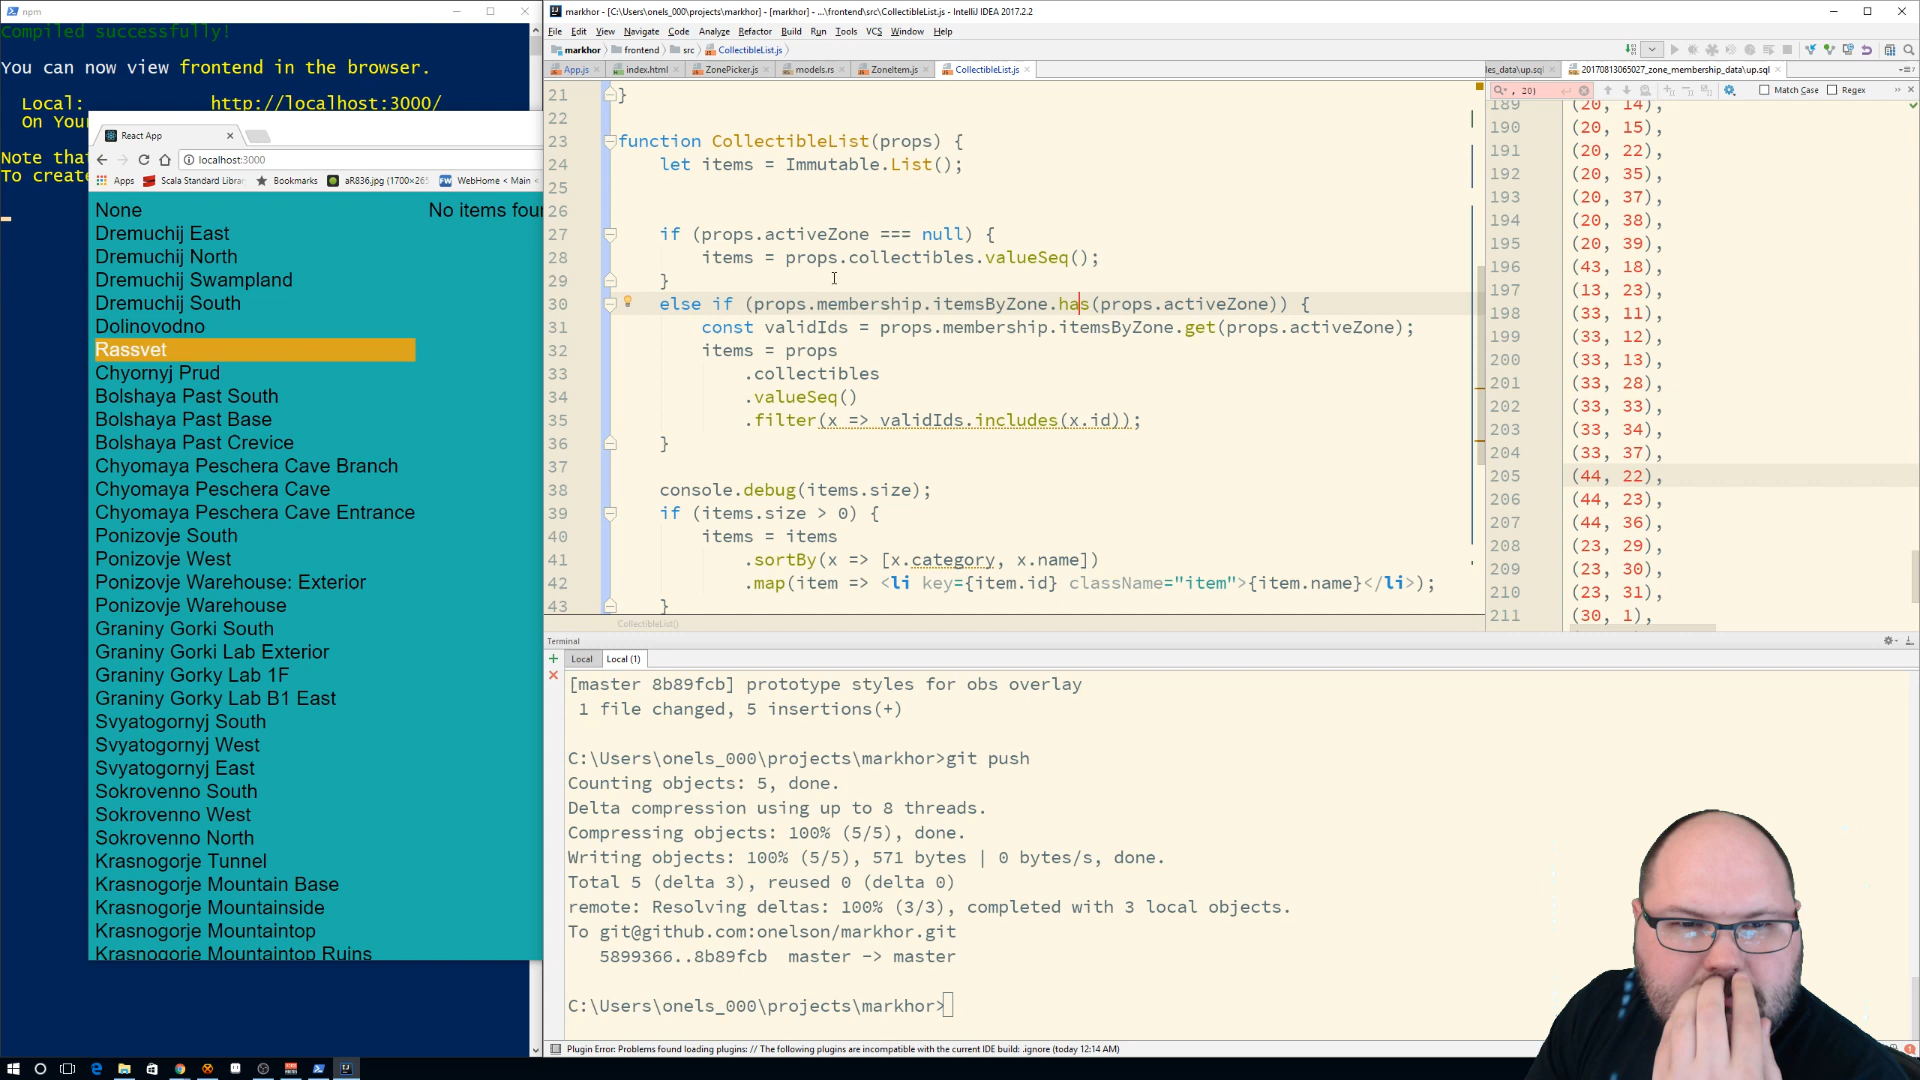 npm
Compiled successfully!
You can now view frontend in the browser.
Local: http://localhost:3000/
On Your
Note that
To create
React App
localhost:3000
Apps Scala Standard Libra Bookmarks aR836.jpg (1700×265 WebHome < Main <
None
Dremuchij East
Dremuchij North
Dremuchij Swampland
Dremuchij South
Dolinovodno
Rassvet
Chyornyj Prud
Bolshaya Past South
Bolshaya Past Base
Bolshaya Past Crevice
Chyomaya Peschera Cave Branch
Chyomaya Peschera Cave
Chyomaya Peschera Cave Entrance
Ponizovje South
Ponizovje West
Ponizovje Warehouse: Exterior
Ponizovje Warehouse
Graniny Gorki South
Graniny Gorki Lab Exterior
Graniny Gorky Lab 1F
Graniny Gorky Lab B1 East
Svyatogornyj South
Svyatogornyj West
Svyatogornyj East
Sokrovenno South
Sokrovenno West
Sokrovenno North
Krasnogorje Tunnel
Krasnogorje Mountain Base
Krasnogorje Mountainside
Krasnogorje Mountaintop
Krasnogorje Mountaintop Ruins
No items foun
markhor - [C:\Users\onels_000\projects\markhor] - [markhor] - ...\frontend\src\CollectibleList.js - IntelliJ IDEA 2017.2.2
File Edit View Navigate Code Analyze Refactor Build Run Tools VCS Window Help
markhor frontend src CollectibleList.js
App.js index.html ZonePicker.js models.rs ZoneItem.js CollectibleList.js
21 }
22
23 function CollectibleList(props) {
24 let items = Immutable.List();
25
26
27 if (props.activeZone === null) {
28 items = props.collectibles.valueSeq();
29 }
30 else if (props.membership.itemsByZone.has(props.activeZone)) {
31 const validIds = props.membership.itemsByZone.get(props.activeZone);
32 items = props
33 .collectibles
34 .valueSeq()
35 .filter(x => validIds.includes(x.id));
36 }
37
38 console.debug(items.size);
39 if (items.size > 0) {
40 items = items
41 .sortBy(x => [x.category, x.name])
42 .map(item => <li key={item.id} className="item">{item.name}</li>);
43 }
CollectibleList()
les_data\up.sql 20170813065027_zone_membership_data\up.sql
, 20) Match Case Regex
189 (20, 14),
190 (20, 15),
191 (20, 22),
192 (20, 35),
193 (20, 37),
194 (20, 38),
195 (20, 39),
196 (43, 18),
197 (13, 23),
198 (33, 11),
199 (33, 12),
200 (33, 13),
201 (33, 28),
202 (33, 33),
203 (33, 34),
204 (33, 37),
205 (44, 22),
206 (44, 23),
207 (44, 36),
208 (23, 29),
209 (23, 30),
210 (23, 31),
211 (30, 1),
Terminal
Local Local (1)
[master 8b89fcb] prototype styles for obs overlay
1 file changed, 5 insertions(+)
C:\Users\onels_000\projects\markhor>git push
Counting objects: 5, done.
Delta compression using up to 8 threads.
Compressing objects: 100% (5/5), done.
Writing objects: 100% (5/5), 571 bytes | 0 bytes/s, done.
Total 5 (delta 3), reused 0 (delta 0)
remote: Resolving deltas: 100% (3/3), completed with 3 local objects.
To git@github.com:onelson/markhor.git
5899366..8b89fcb master -> master
C:\Users\onels_000\projects\markhor>
Plugin Error: Problems found loading plugins: // The following plugins are incompatible with the current IDE build: .ignore (today 12:14 AM)